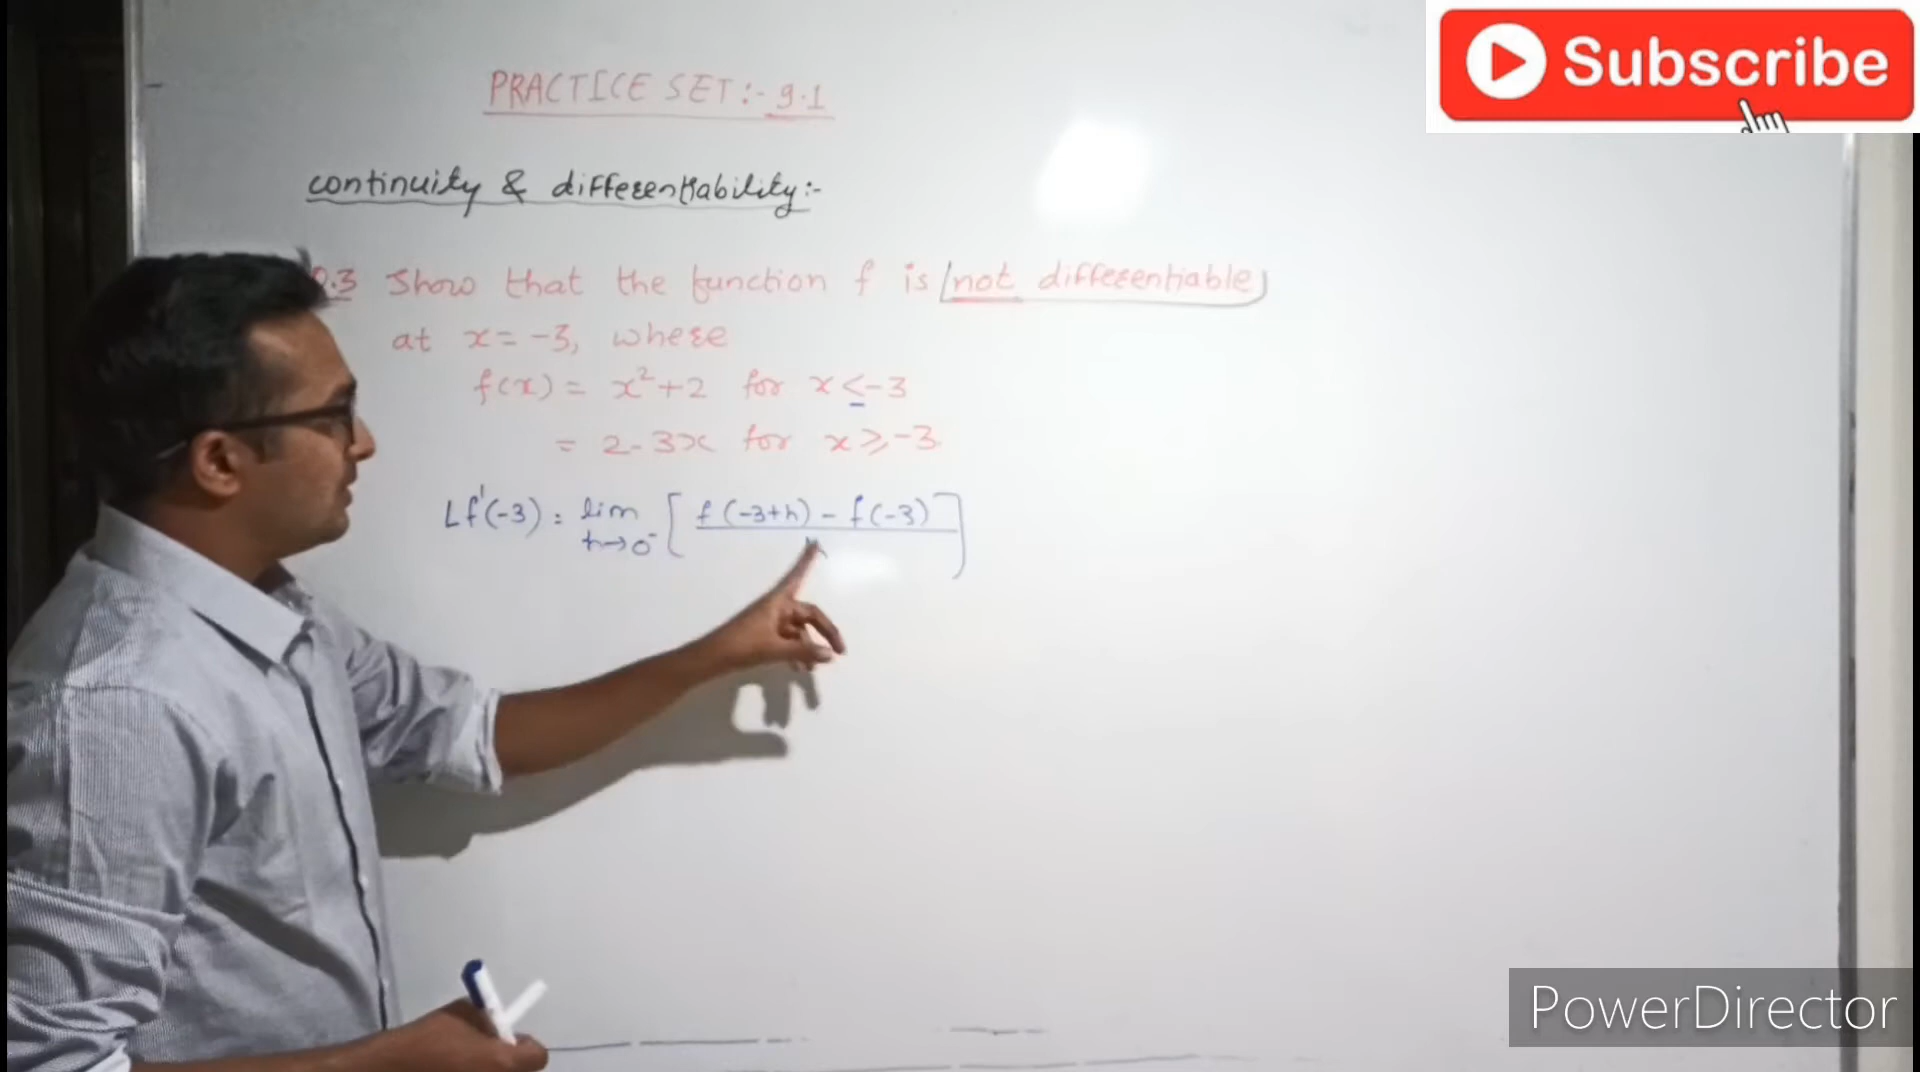 Subscribe
PRACTICE SET:- 9.1
continuity & differentiability:-
Q.3 Show that the function f is not differentiable
at x = -3, where
f(x) = x²+2 for x ≤ -3
= 2-3x for x ≥ -3
Lf'(-3) = lim h→0⁻ [ f(-3+h) - f(-3) / h ]
PowerDirector